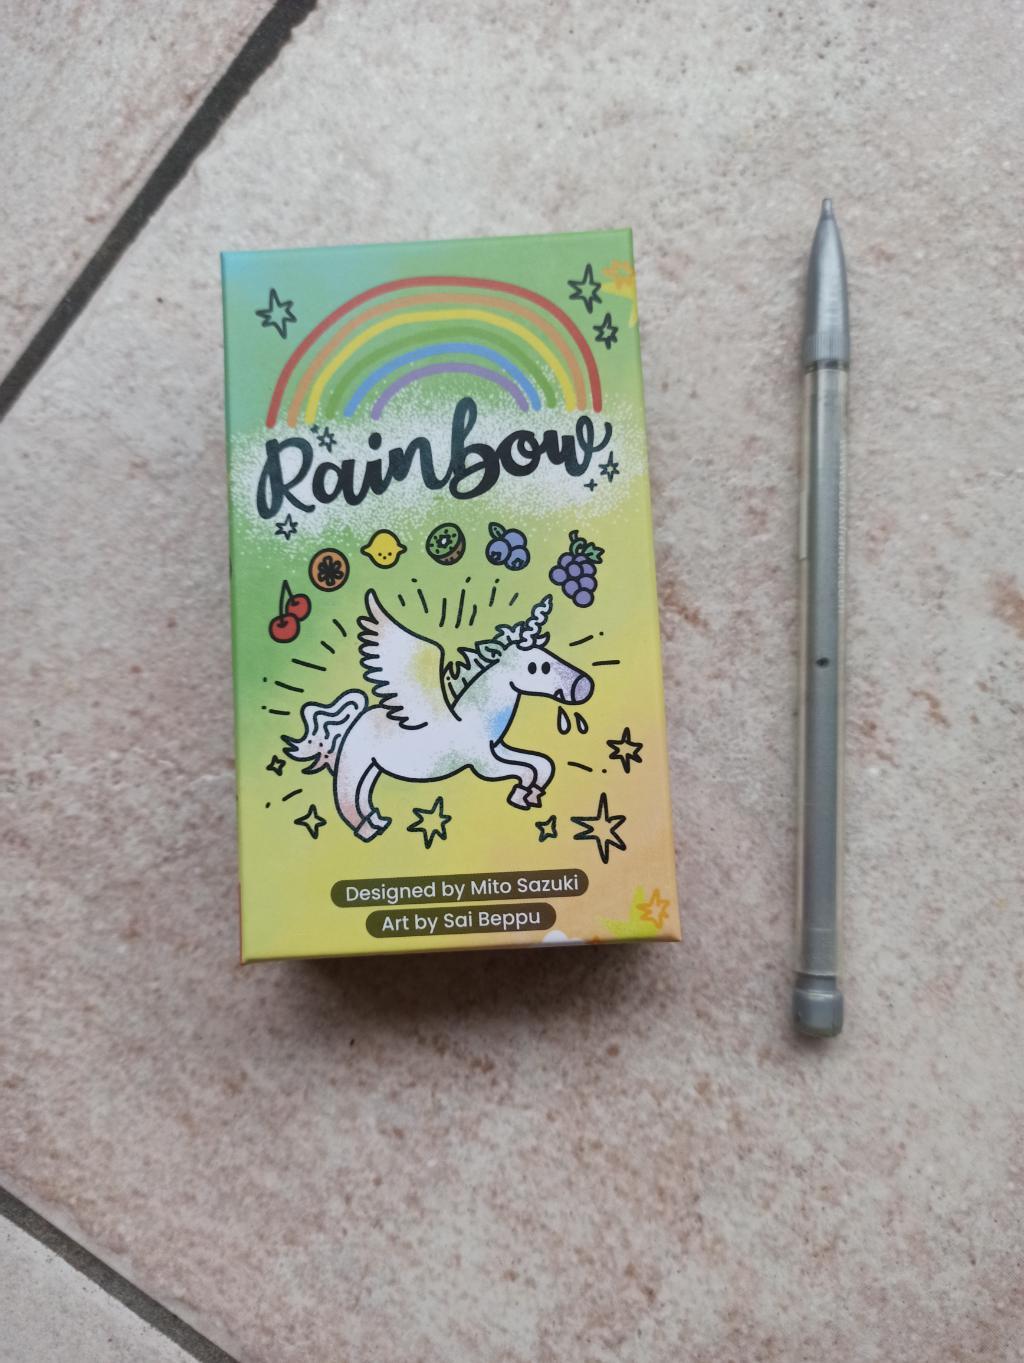 Rainbow
Designed by Mito Sazuki
Art by Sai Beppu